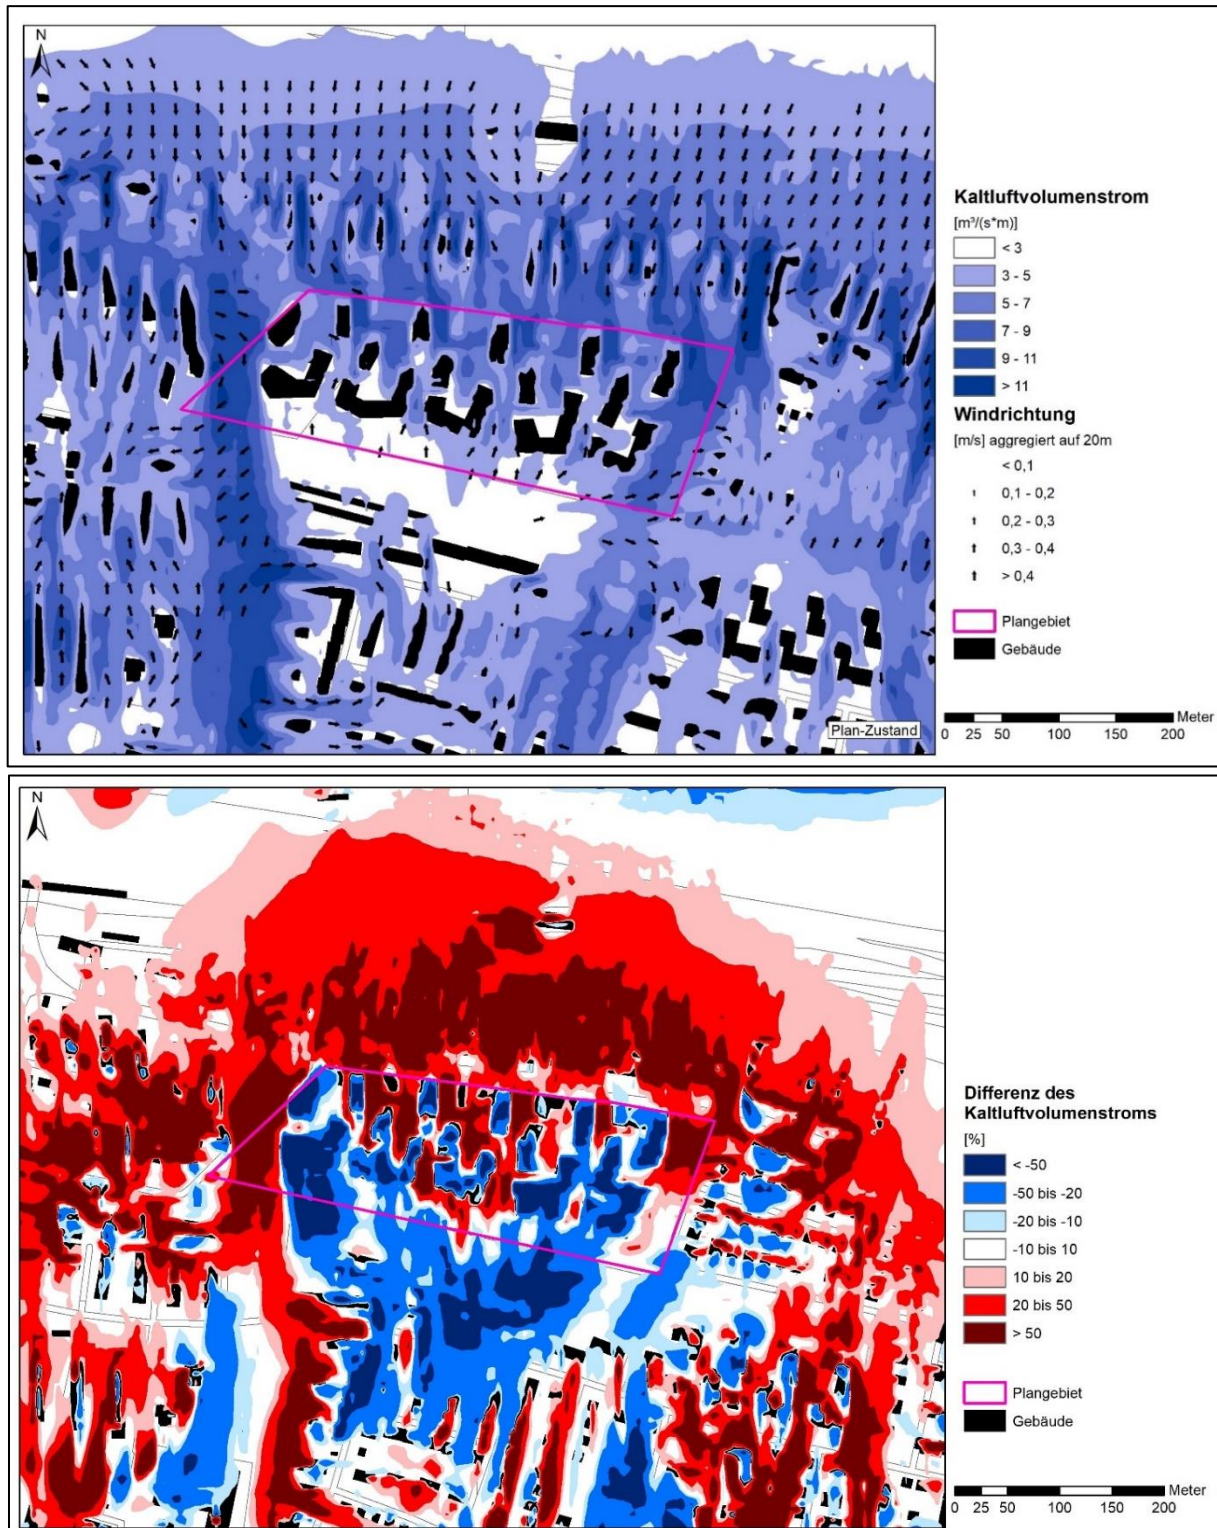 N
Kaltluftvolumenstrom
[m³/(s*m)]
< 3
3 - 5
5 - 7
7 - 9
9 - 11
> 11
Windrichtung
[m/s] aggregiert auf 20m
< 0,1
0,1 - 0,2
0,2 - 0,3
0,3 - 0,4
> 0,4
Plangebiet
Gebäude
Plan-Zustand
Meter
0 25 50 100 150 200
N
Differenz des
Kaltluftvolumenstroms
[%]
< -50
-50 bis -20
-20 bis -10
-10 bis 10
10 bis 20
20 bis 50
> 50
Plangebiet
Gebäude
Meter
0 25 50 100 150 200